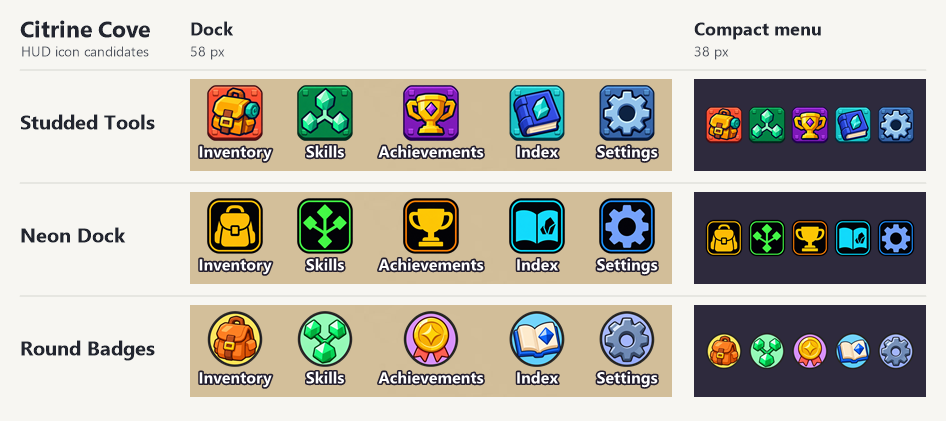 Citrine Cove
HUD icon candidates
Dock
58 px
Compact menu
38 px
Studded Tools
Inventory Skills Achievements Index Settings
Neon Dock
Inventory Skills Achievements Index Settings
Round Badges
Inventory Skills Achievements Index Settings